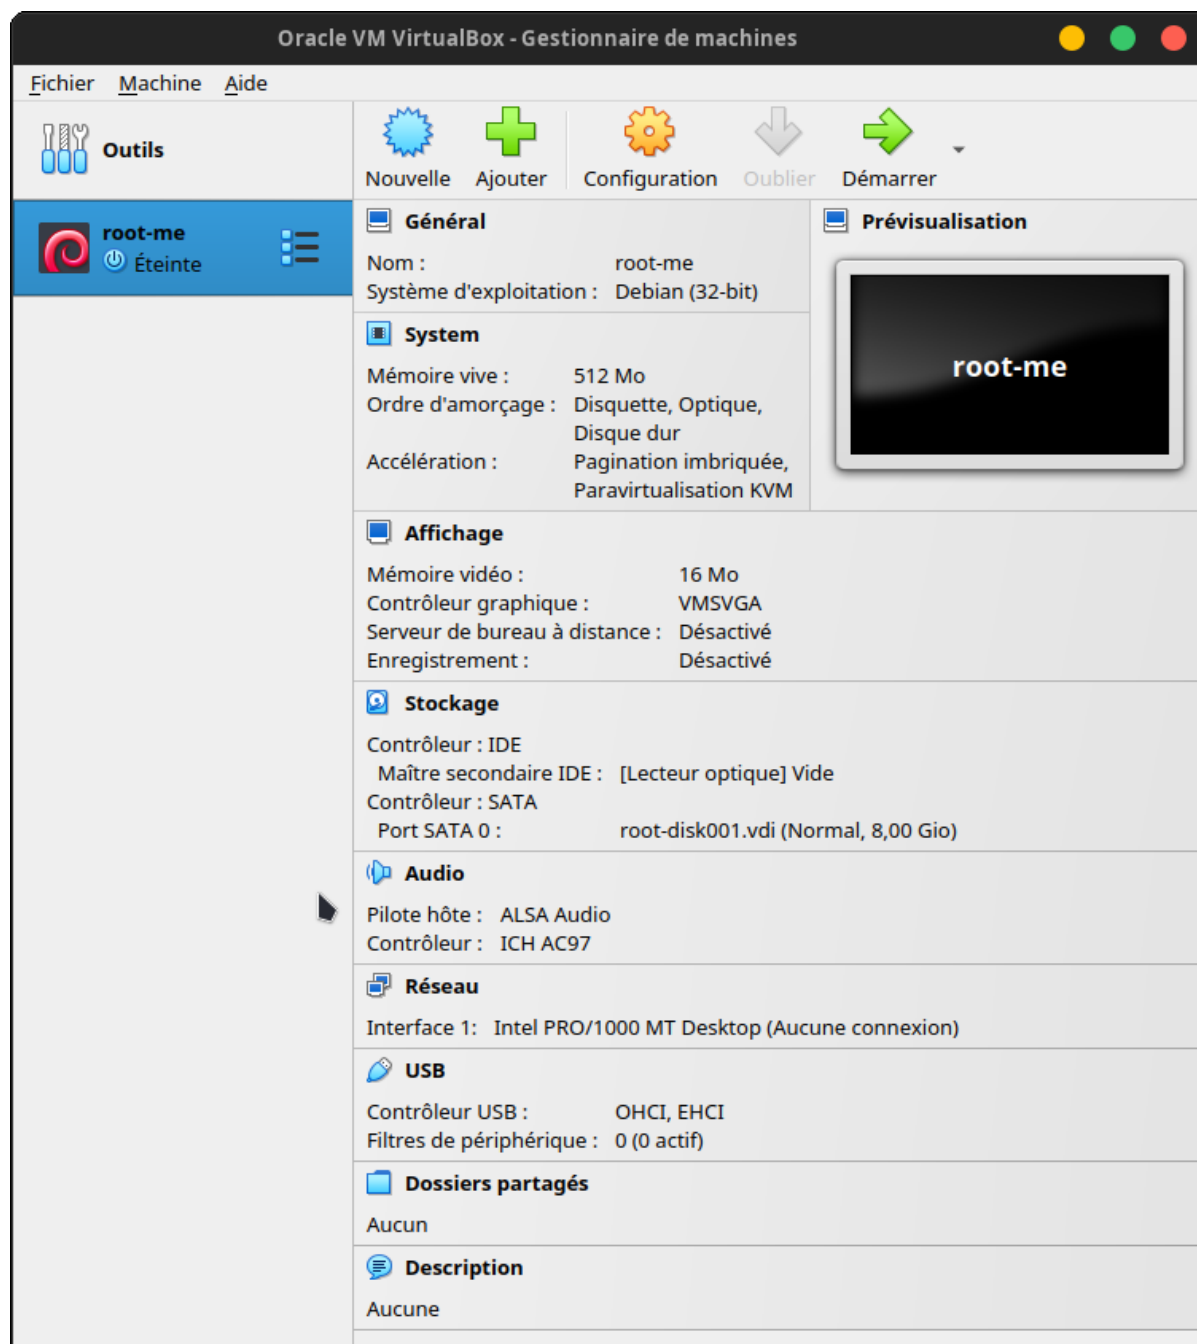 Oracle VM VirtualBox - Gestionnaire de machines
Fichier Machine Aide
Outils
Nouvelle Ajouter Configuration Oublier Démarrer
root-me
Éteinte
Général
Nom : root-me
Système d'exploitation : Debian (32-bit)
System
Mémoire vive : 512 Mo
Ordre d'amorçage : Disquette, Optique,
Disque dur
Accélération : Pagination imbriquée,
Paravirtualisation KVM
Prévisualisation
root-me
Affichage
Mémoire vidéo : 16 Mo
Contrôleur graphique : VMSVGA
Serveur de bureau à distance : Désactivé
Enregistrement : Désactivé
Stockage
Contrôleur : IDE
Maître secondaire IDE : [Lecteur optique] Vide
Contrôleur : SATA
Port SATA 0 : root-disk001.vdi (Normal, 8,00 Gio)
Audio
Pilote hôte : ALSA Audio
Contrôleur : ICH AC97
Réseau
Interface 1: Intel PRO/1000 MT Desktop (Aucune connexion)
USB
Contrôleur USB : OHCI, EHCI
Filtres de périphérique : 0 (0 actif)
Dossiers partagés
Aucun
Description
Aucune